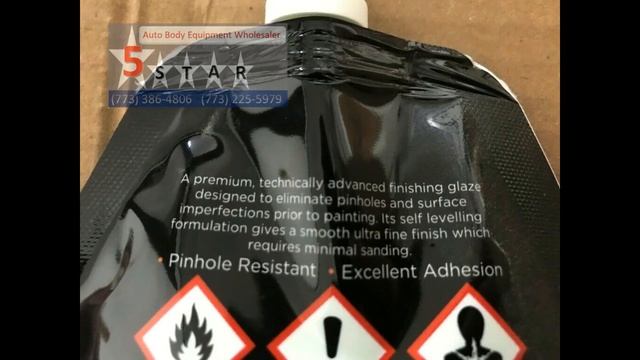 Auto Body Equipment Wholesaler
5 STAR
(773) 386-4806 (773) 225-5979
A premium, technically advanced finishing glaze
designed to eliminate pinholes and surface
imperfections prior to painting. Its self levelling
formulation gives a smooth ultra fine finish which
requires minimal sanding.
• Pinhole Resistant • Excellent Adhesion